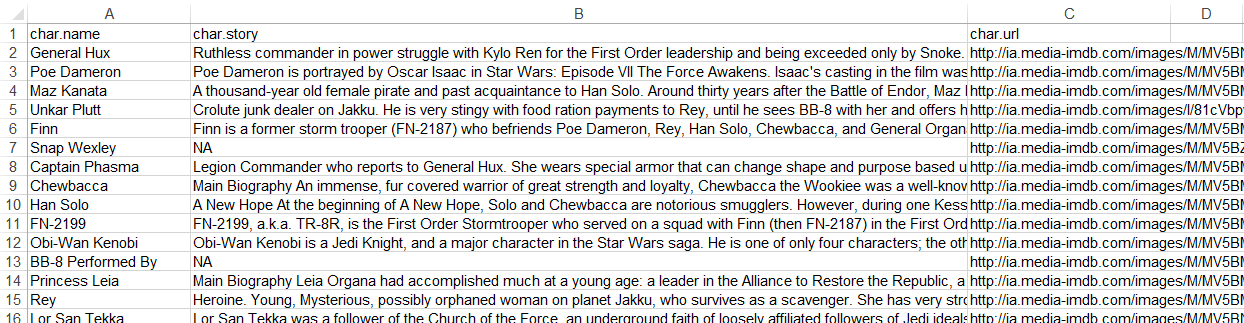 A B C D
1 char.name char.story char.url
2 General Hux Ruthless commander in power struggle with Kylo Ren for the First Order leadership and being exceeded only by Snoke. http://ia.media-imdb.com/images/M/MV5BN
3 Poe Dameron Poe Dameron is portrayed by Oscar Isaac in Star Wars: Episode VII The Force Awakens. Isaac's casting in the film was http://ia.media-imdb.com/images/M/MV5BM
4 Maz Kanata A thousand-year old female pirate and past acquaintance to Han Solo. Around thirty years after the Battle of Endor, Maz http://ia.media-imdb.com/images/M/MV5BM
5 Unkar Plutt Crolute junk dealer on Jakku. He is very stingy with food ration payments to Rey, until he sees BB-8 with her and offers h http://ia.media-imdb.com/images/I/81cVbp
6 Finn Finn is a former storm trooper (FN-2187) who befriends Poe Dameron, Rey, Han Solo, Chewbacca, and General Organ http://ia.media-imdb.com/images/M/MV5BM
7 Snap Wexley NA http://ia.media-imdb.com/images/M/MV5BZ
8 Captain Phasma Legion Commander who reports to General Hux. She wears special armor that can change shape and purpose based u http://ia.media-imdb.com/images/M/MV5BM
9 Chewbacca Main Biography An immense, fur covered warrior of great strength and loyalty, Chewbacca the Wookiee was a well-know http://ia.media-imdb.com/images/M/MV5BM
10 Han Solo A New Hope At the beginning of A New Hope, Solo and Chewbacca are notorious smugglers. However, during one Kess http://ia.media-imdb.com/images/M/MV5BM
11 FN-2199 FN-2199, a.k.a. TR-8R, is the First Order Stormtrooper who served on a squad with Finn (then FN-2187) in the First Ord http://ia.media-imdb.com/images/M/MV5BM
12 Obi-Wan Kenobi Obi-Wan Kenobi is a Jedi Knight, and a major character in the Star Wars saga. He is one of only four characters; the oth http://ia.media-imdb.com/images/M/MV5BM
13 BB-8 Performed By NA http://ia.media-imdb.com/images/M/MV5BM
14 Princess Leia Main Biography Leia Organa had accomplished much at a young age: a leader in the Alliance to Restore the Republic, a http://ia.media-imdb.com/images/M/MV5BM
15 Rey Heroine. Young, Mysterious, possibly orphaned woman on planet Jakku, who survives as a scavenger. She has very stro http://ia.media-imdb.com/images/M/MV5BM
16 Lor San Tekka Lor San Tekka was a follower of the Church of the Force, an underground faith of loosely affiliated followers of Jedi ideals http://ia.media-imdb.com/images/M/MV5BM